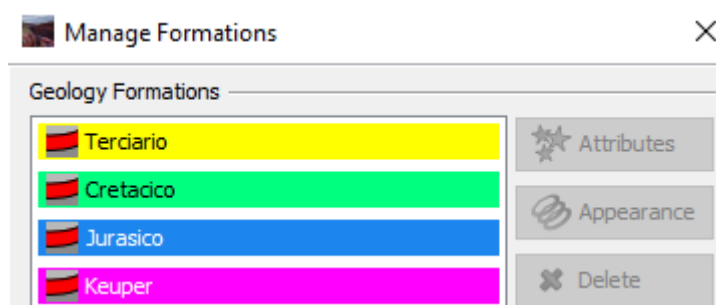 Manage Formations
Geology Formations
Terciario
Attributes
Cretacico
Appearance
Jurasico
Keuper
Delete